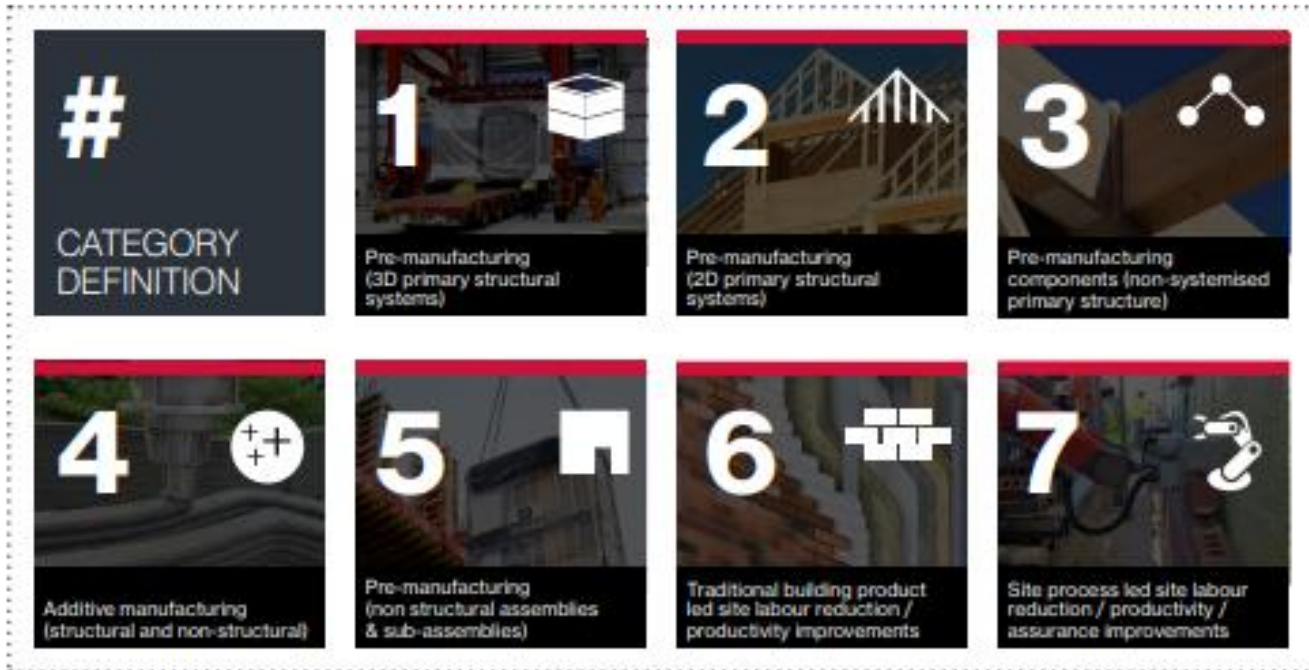 #
CATEGORY
DEFINITION
1
Pre-manufacturing
(3D primary structural
systems)
2
Pre-manufacturing
(2D primary structural
systems)
3
Pre-manufacturing
components (non-systemised
primary structure)
4
Additive manufacturing
(structural and non-structural)
5
Pre-manufacturing
(non structural assemblies
& sub-assemblies)
6
Traditional building product
led site labour reduction /
productivity improvements
7
Site process led site labour
reduction / productivity /
assurance improvements